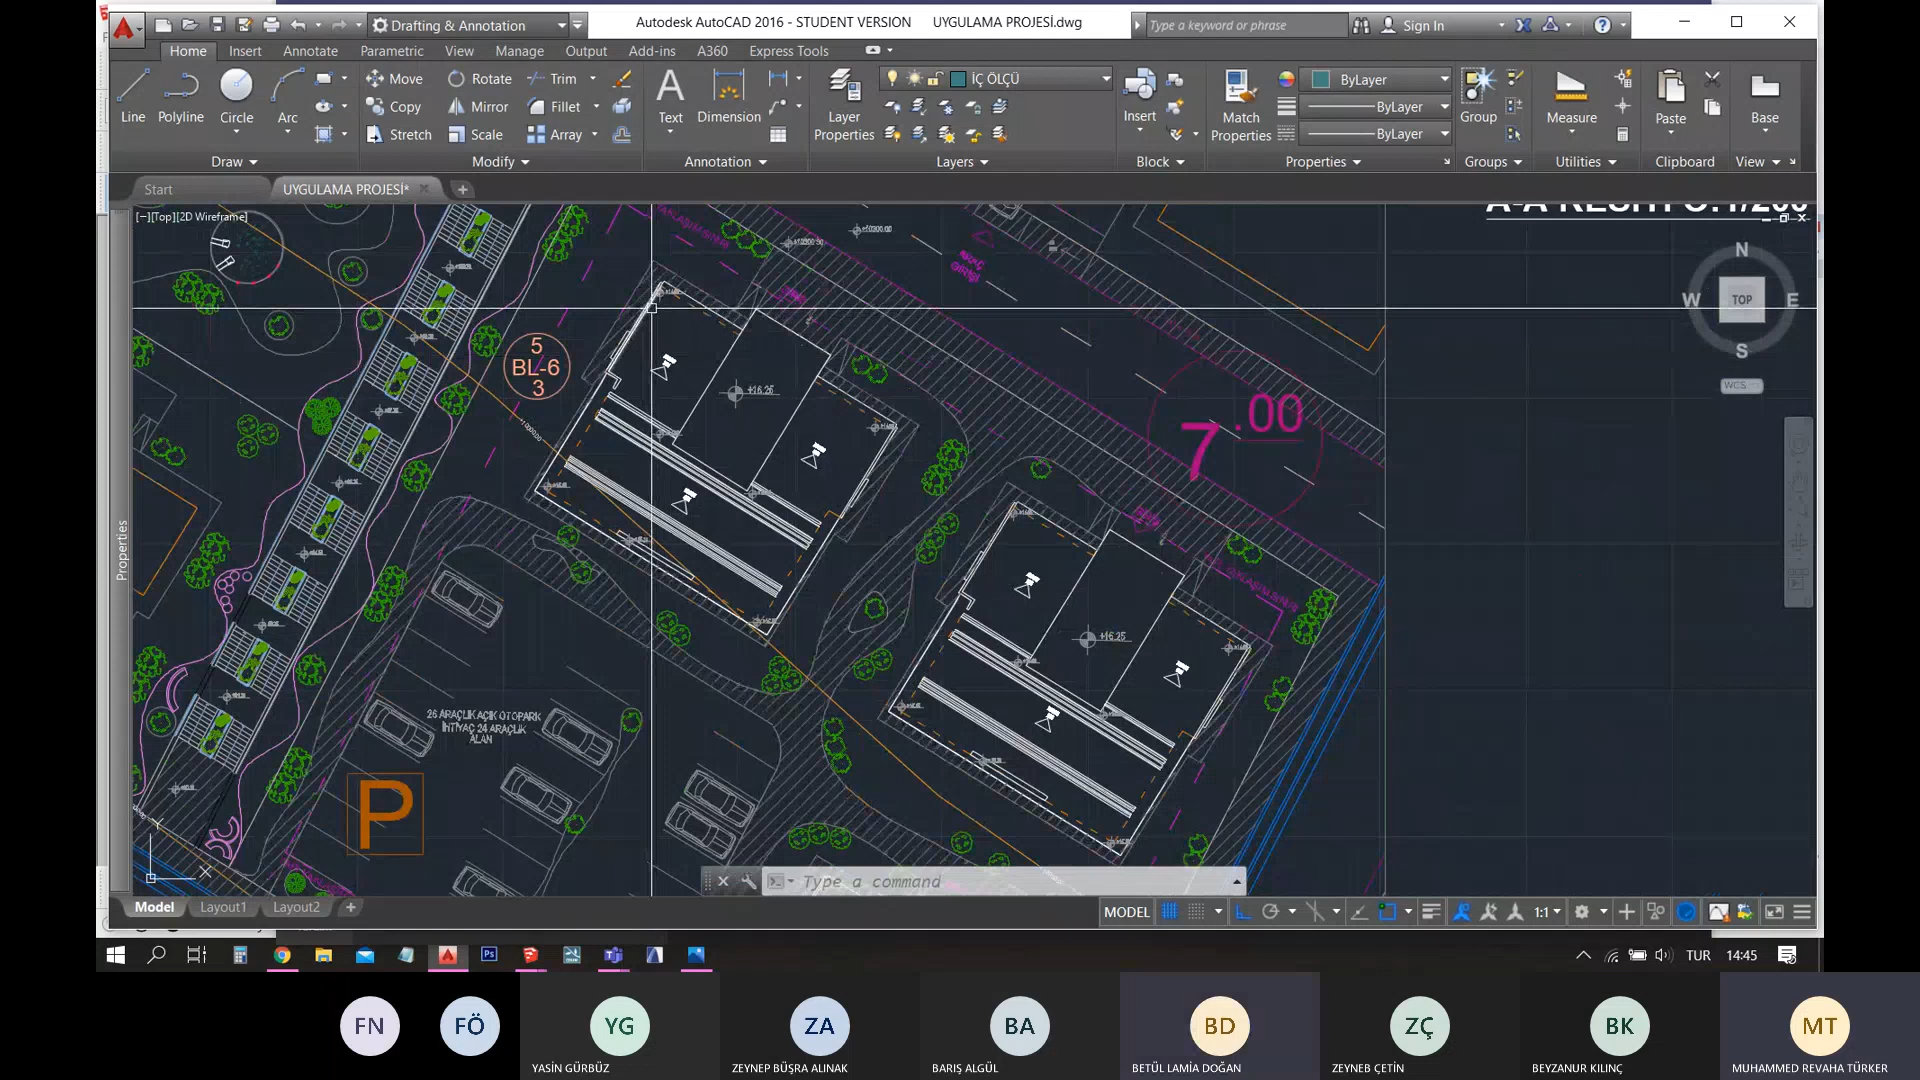 Autodesk AutoCAD 2016 - STUDENT VERSION UYGULAMA PROJESİ.dwg
Drafting & Annotation
Type a keyword or phrase
Sign In
Home Insert Annotate Parametric View Manage Output Add-ins A360 Express Tools
Line Polyline Circle Arc
Move Rotate Trim
Copy Mirror Fillet
Stretch Scale Array
Text Dimension
Layer Properties
İÇ ÖLÇÜ
Insert
Match Properties
ByLayer
ByLayer
ByLayer
Group
Measure
Paste
Base
Draw Modify Annotation Layers Block Properties Groups Utilities Clipboard View
Start UYGULAMA PROJESİ*
[−][Top][2D Wireframe]
N
W TOP E
S
WCS
5
BL-6
3
+16.25
7.00
+16.25
26 ARAÇLIK AÇIK OTOPARK
İHTİYAÇ 24 ARAÇLIK
ALAN
P
Properties
Y
X
Type a command
Model Layout1 Layout2
MODEL
1:1
TUR 14:45
FN FÖ YG ZA BA BD ZÇ BK MT
YASİN GÜRBÜZ ZEYNEP BÜŞRA ALINAK BARIŞ ALGÜL BETÜL LAMİA DOĞAN ZEYNEB ÇETİN BEYZANUR KILINÇ MUHAMMED REVAHA TÜRKER